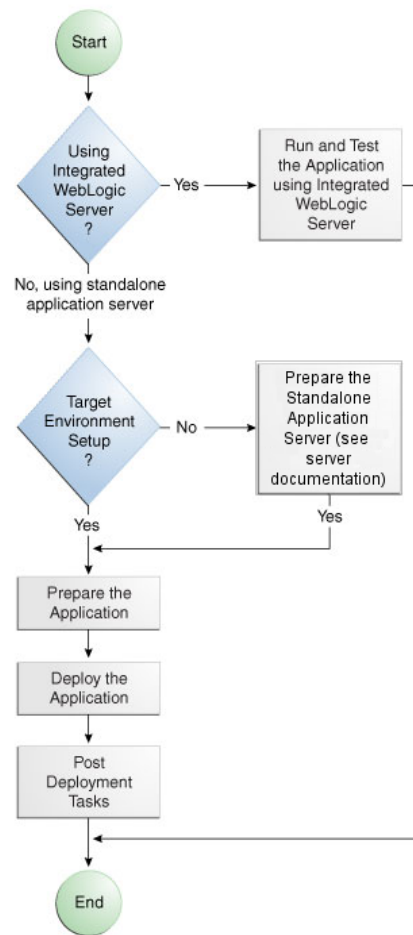 Start
Using
Integrated
WebLogic
Server
?
Yes
Run and Test
the Application
using Integrated
WebLogic
Server
No, using standalone
application server
Target
Environment
Setup
?
No
Prepare the
Standalone
Application
Server (see
server
documentation)
Yes
Yes
Prepare the
Application
Deploy the
Application
Post
Deployment
Tasks
End